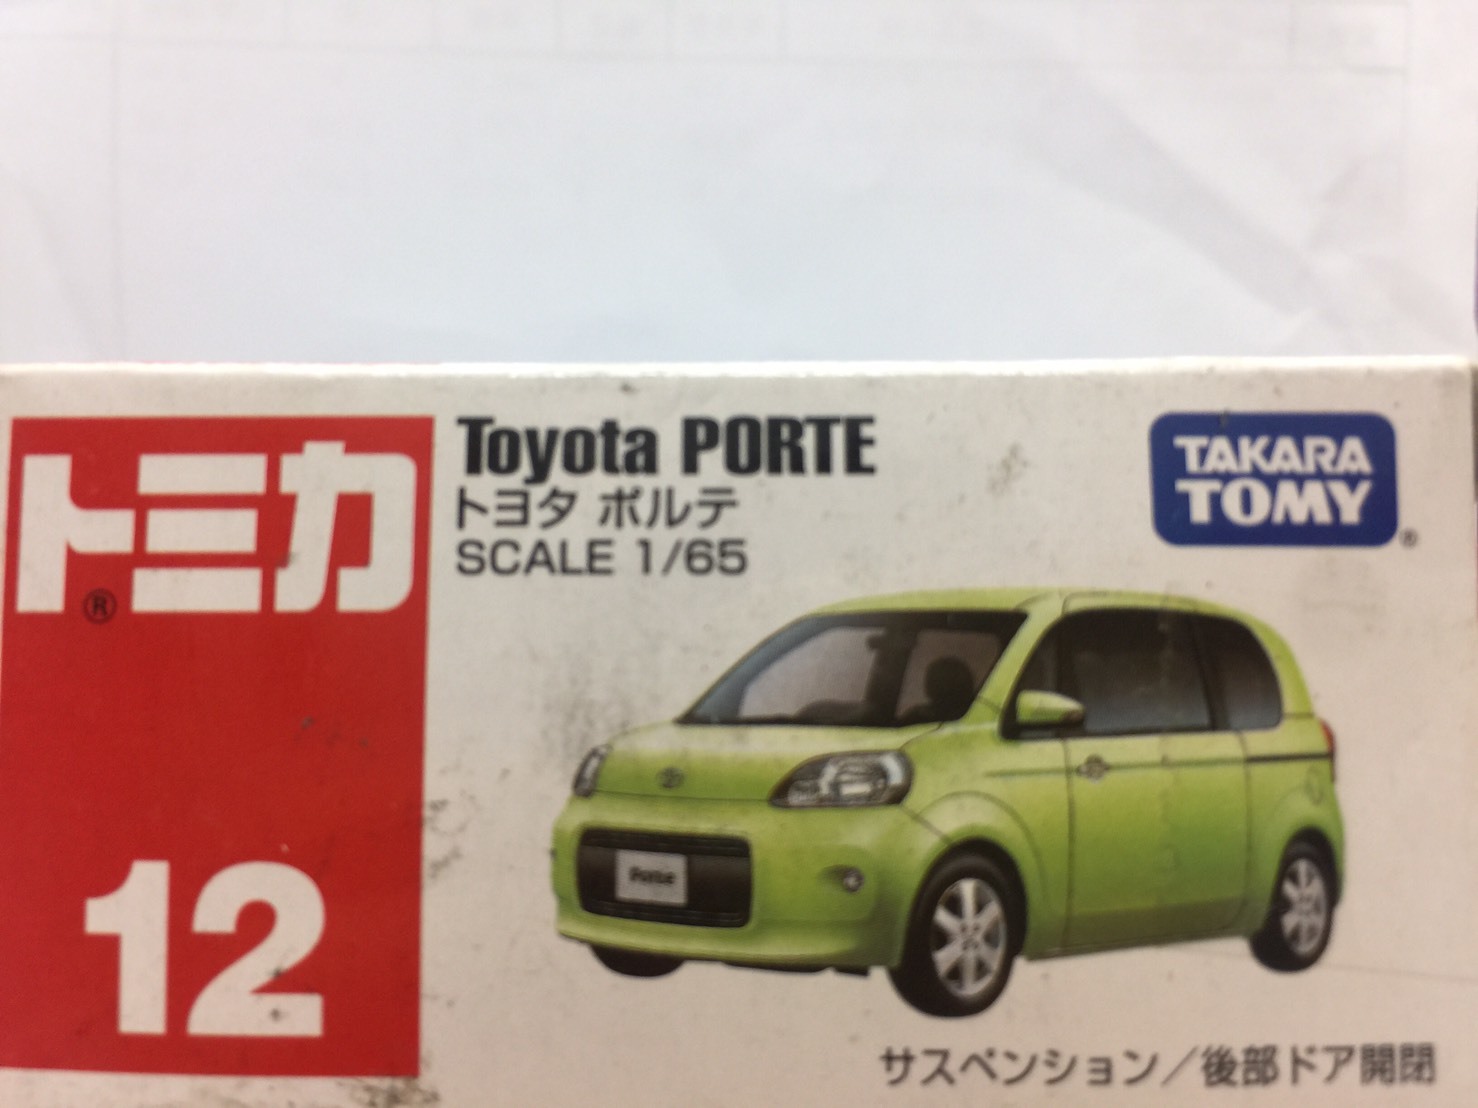 トミカ
®
12
Toyota PORTE
トヨタ ポルテ
SCALE 1/65
TAKARA
TOMY
®
Porte
サスペンション/後部ドア開閉